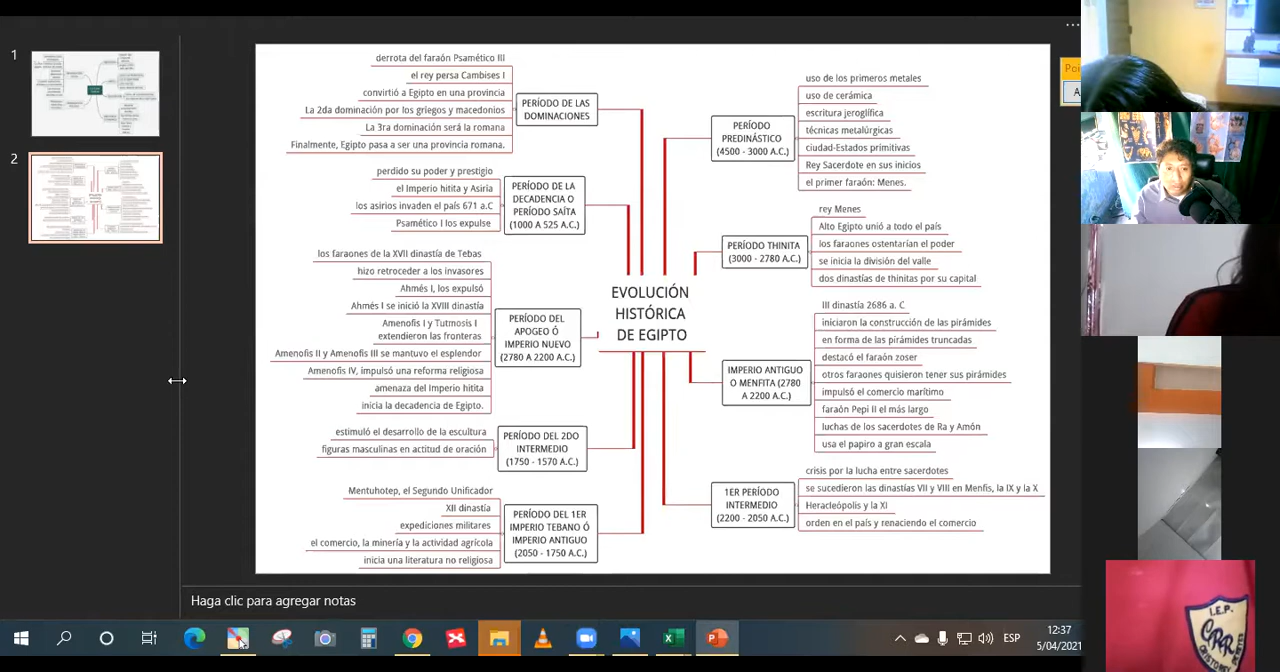 1
2
derrota del faraón Psamético III
el rey persa Cambises I
convirtió a Egipto en una provincia
La 2da dominación por los griegos y macedonios
La 3ra dominación será la romana
Finalmente, Egipto pasa a ser una provincia romana.
PERÍODO DE LAS
DOMINACIONES
perdido su poder y prestigio
el Imperio hitita y Asiria
los asirios invaden el país 671 a.C
Psamético I los expulse
PERÍODO DE LA
DECADENCIA O
PERÍODO SAÍTA
(1000 A 525 A.C.)
los faraones de la XVII dinastía de Tebas
hizo retroceder a los invasores
Ahmés I, los expulsó
Ahmés I se inició la XVIII dinastía
Amenofis I y Tutmosis I
extendieron las fronteras
Amenofis II y Amenofis III se mantuvo el esplendor
Amenofis IV, impulsó una reforma religiosa
amenaza del Imperio hitita
inicia la decadencia de Egipto.
PERÍODO DEL
APOGEO Ó
IMPERIO NUEVO
(2780 A 2200 A.C.)
estimuló el desarrollo de la escultura
figuras masculinas en actitud de oración
PERÍODO DEL 2DO
INTERMEDIO
(1750 - 1570 A.C.)
Mentuhotep, el Segundo Unificador
XII dinastía
expediciones militares
el comercio, la minería y la actividad agrícola
inicia una literatura no religiosa
PERÍODO DEL 1ER
IMPERIO TEBANO Ó
IMPERIO ANTIGUO
(2050 - 1750 A.C.)
EVOLUCIÓN
HISTÓRICA
DE EGIPTO
PERÍODO
PREDINÁSTICO
(4500 - 3000 A.C.)
uso de los primeros metales
uso de cerámica
escritura jeroglífica
técnicas metalúrgicas
ciudad-Estados primitivas
Rey Sacerdote en sus inicios
el primer faraón: Menes.
PERÍODO THINITA
(3000 - 2780 A.C.)
rey Menes
Alto Egipto unió a todo el país
los faraones ostentarían el poder
se inicia la división del valle
dos dinastías de thinitas por su capital
IMPERIO ANTIGUO
O MENFITA (2780
A 2200 A.C.)
III dinastía 2686 a. C
iniciaron la construcción de las pirámides
en forma de las pirámides truncadas
destacó el faraón zoser
otros faraones quisieron tener sus pirámides
impulsó el comercio marítimo
faraón Pepi II el más largo
luchas de los sacerdotes de Ra y Amón
usa el papiro a gran escala
1ER PERÍODO
INTERMEDIO
(2200 - 2050 A.C.)
crisis por la lucha entre sacerdotes
se sucedieron las dinastías VII y VIII en Menfis, la IX y la X
Heracleópolis y la XI
orden en el país y renaciendo el comercio
Haga clic para agregar notas
ESP
12:37
5/04/2021
I.E.P.